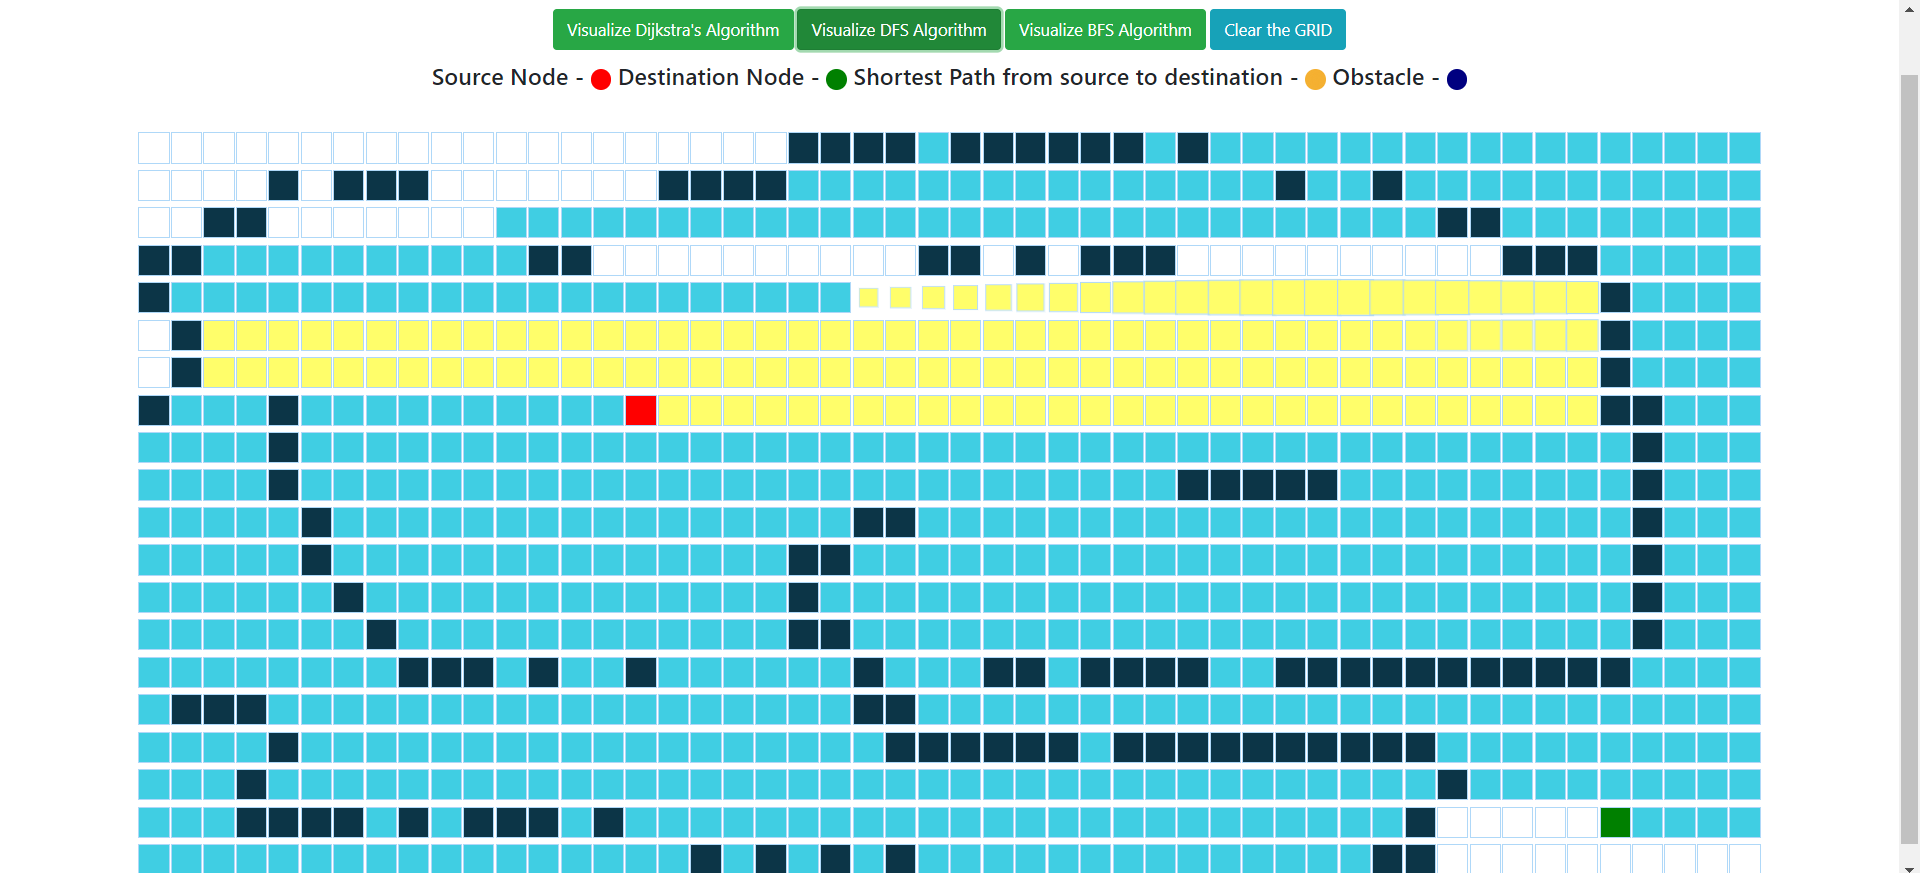 Visualize Dijkstra's Algorithm Visualize DFS Algorithm Visualize BFS Algorithm Clear the GRID
Source Node - Destination Node - Shortest Path from source to destination - Obstacle -